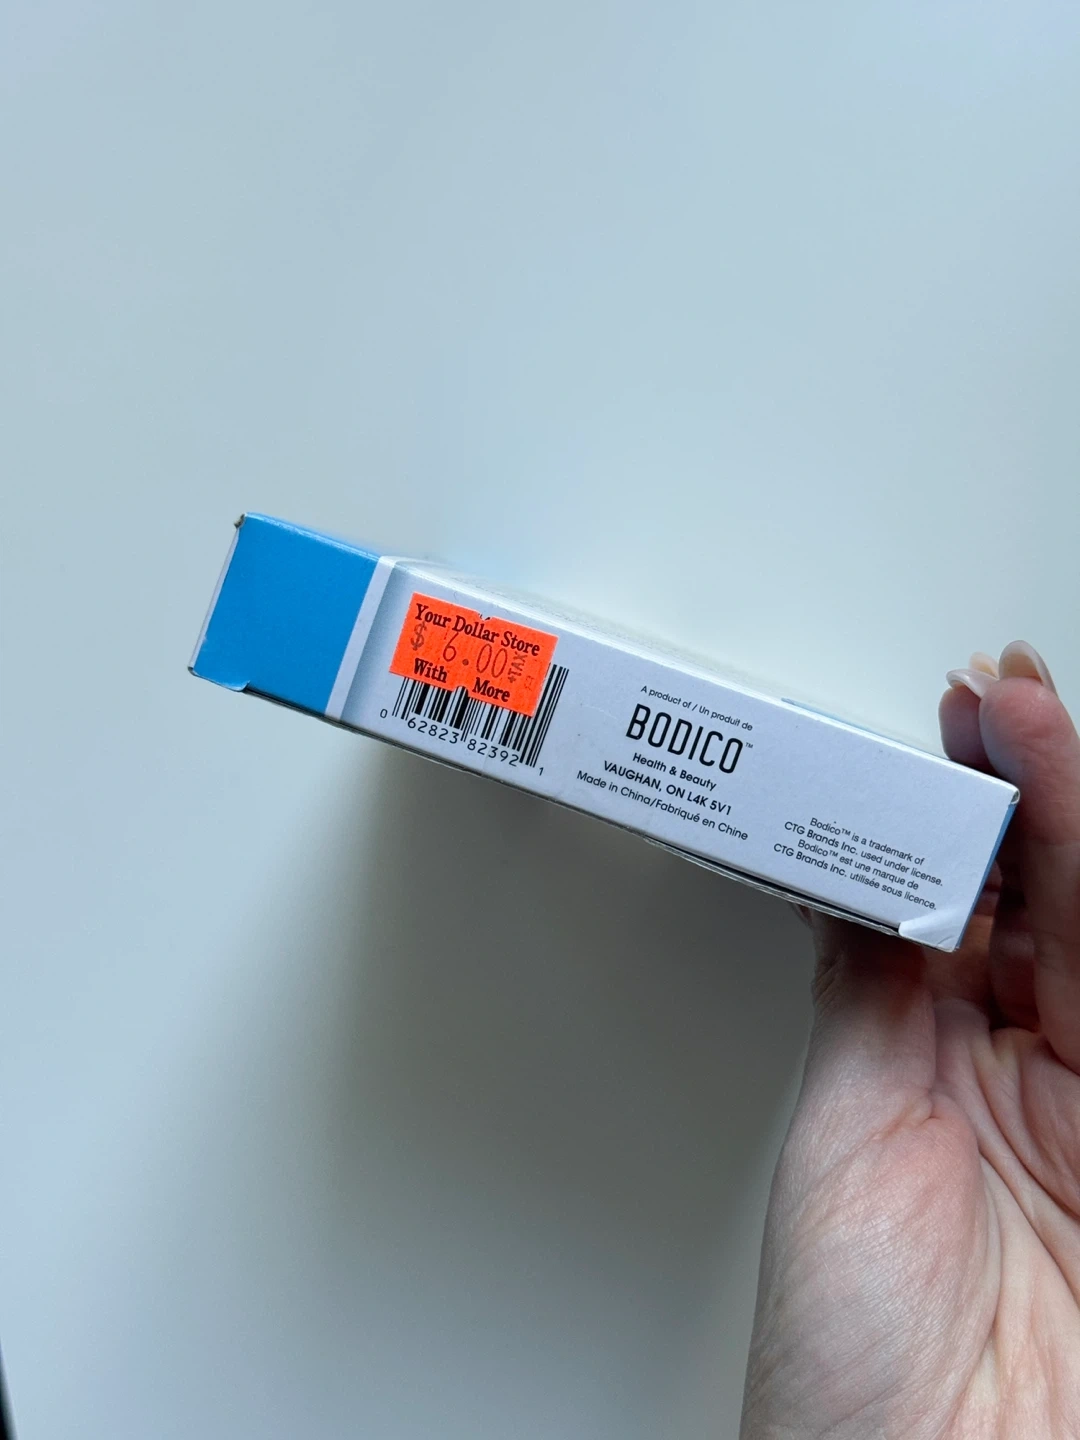 Your Dollar Store
$ 6.00 +TAX
With More
0 62823 82392 1
A product of / Un produit de
BODICO™
Health & Beauty
VAUGHAN, ON L4K 5V1
Made in China/Fabriqué en Chine
Bodico™ is a trademark of
CTG Brands Inc. used under license.
Bodico™ est une marque de
CTG Brands Inc. utilisée sous licence.